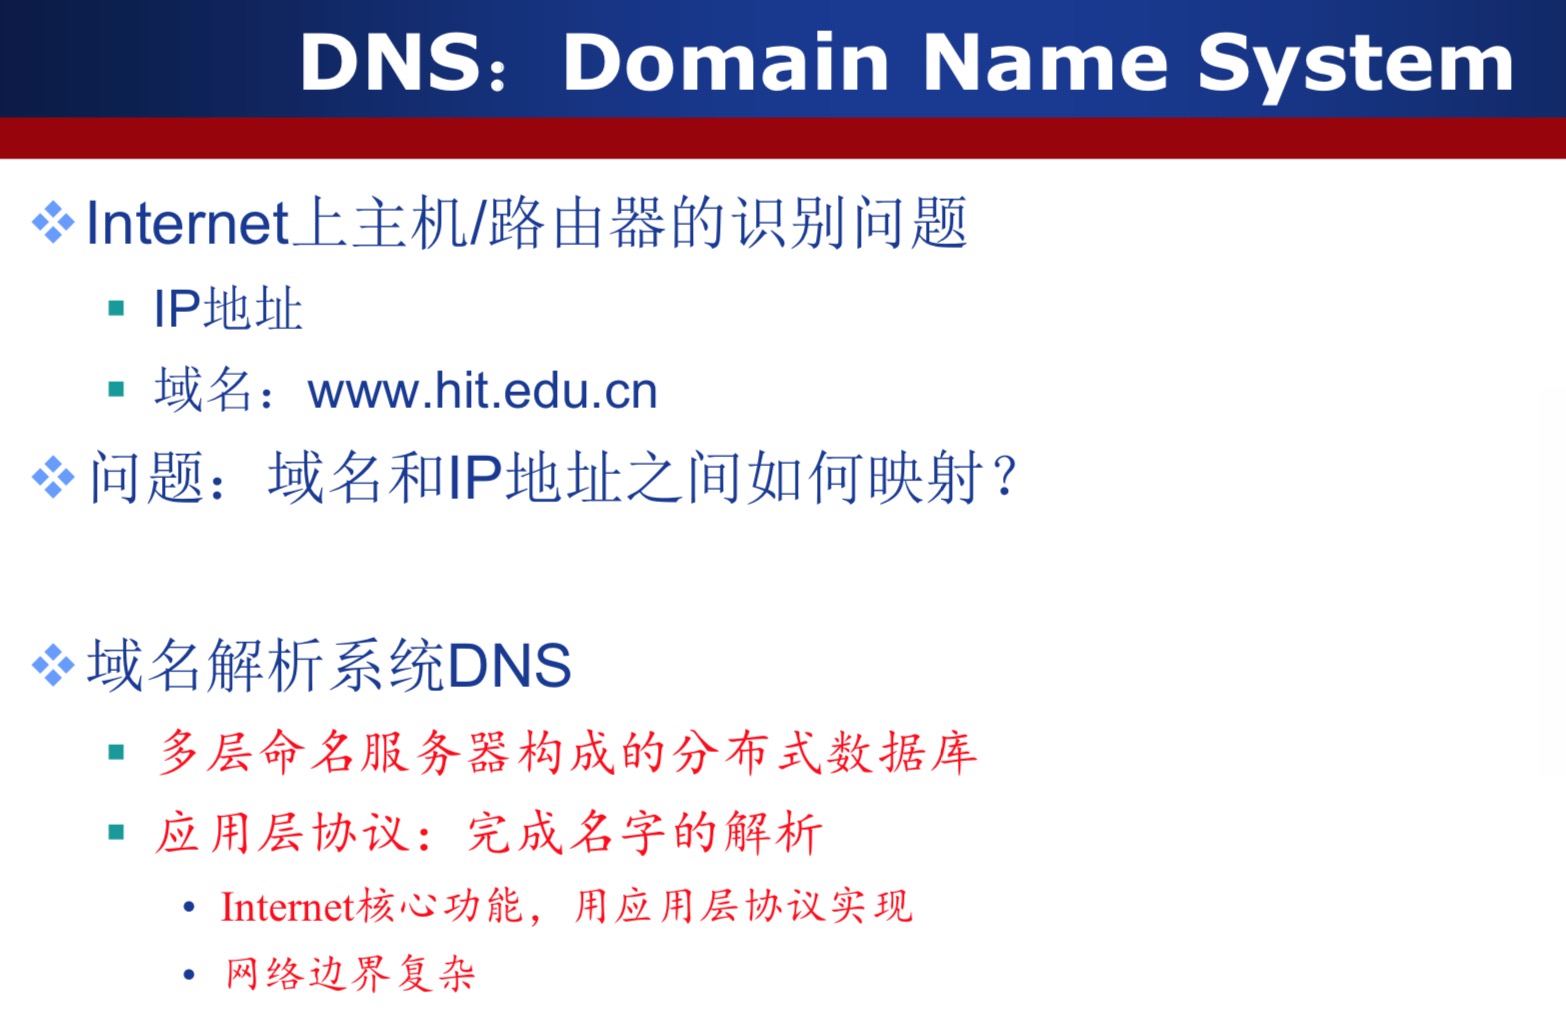 DNS：Domain Name System
Internet上主机/路由器的识别问题
IP地址
域名：www.hit.edu.cn
问题：域名和IP地址之间如何映射？
域名解析系统DNS
多层命名服务器构成的分布式数据库
应用层协议：完成名字的解析
Internet核心功能，用应用层协议实现
网络边界复杂